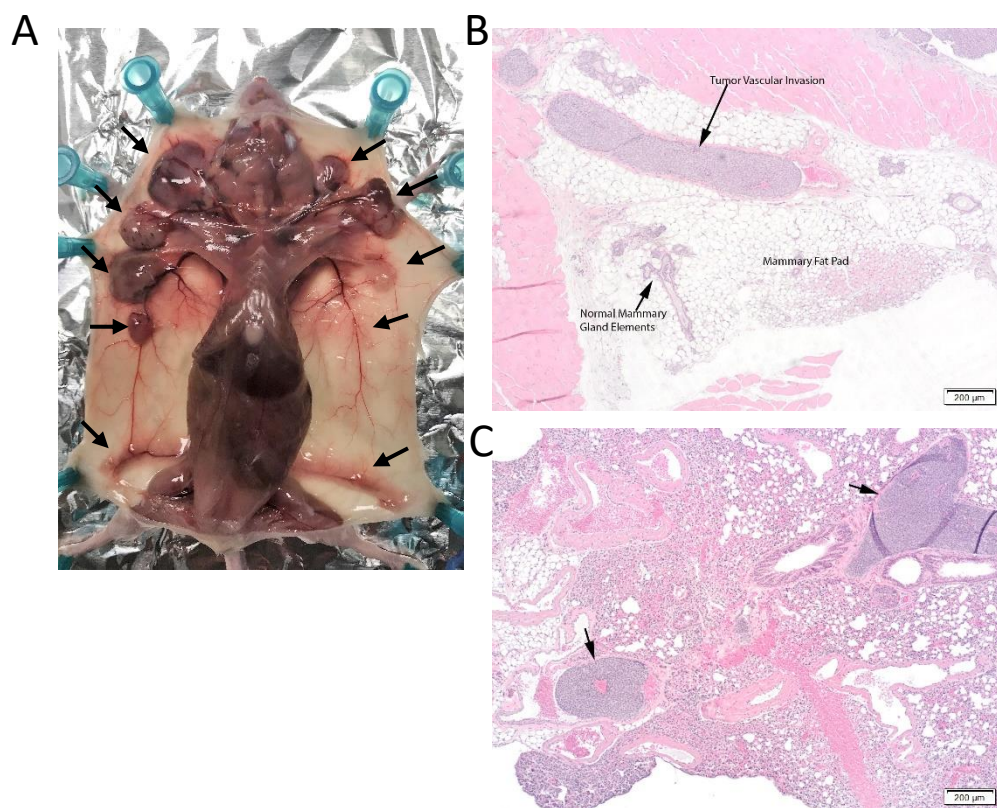 A
B
Tumor Vascular Invasion
Mammary Fat Pad
Normal Mammary
Gland Elements
200 µm
C
200 µm